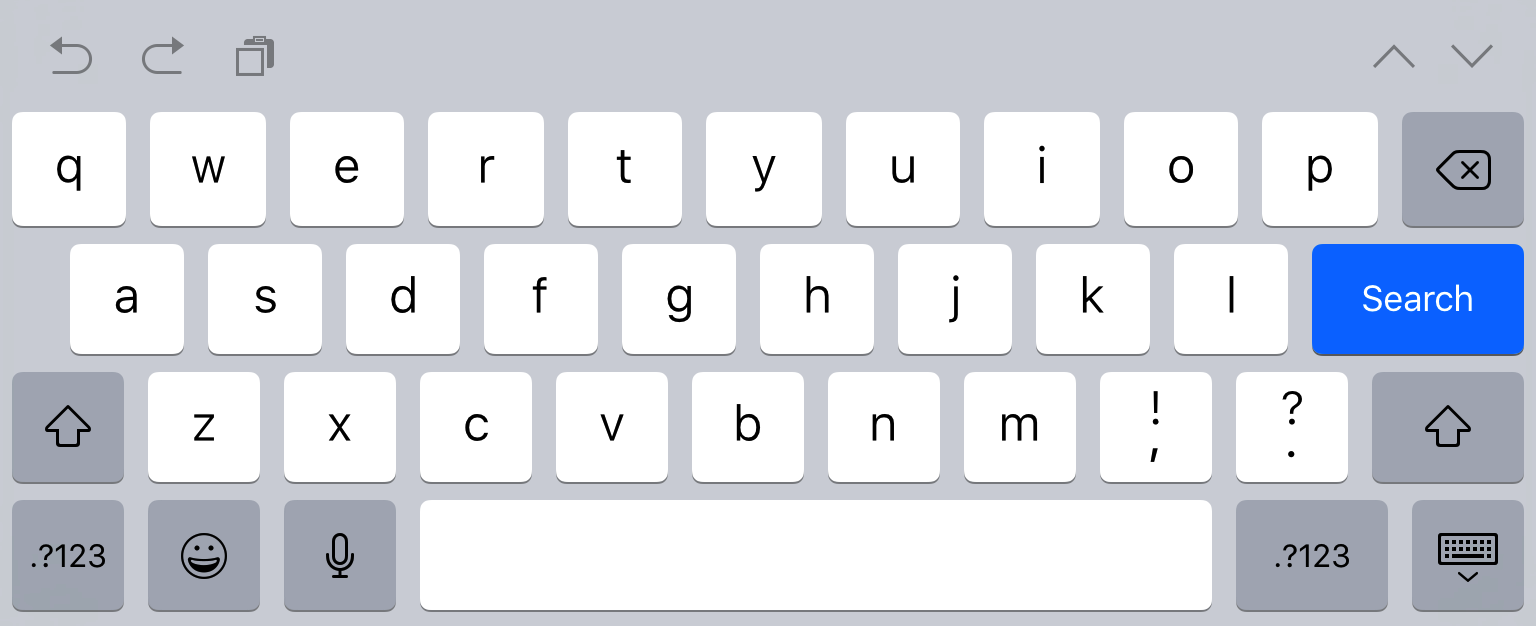 q w e r t y u i o p
a s d f g h j k l Search
z x c v b n m ! , ? .
.?123 .?123